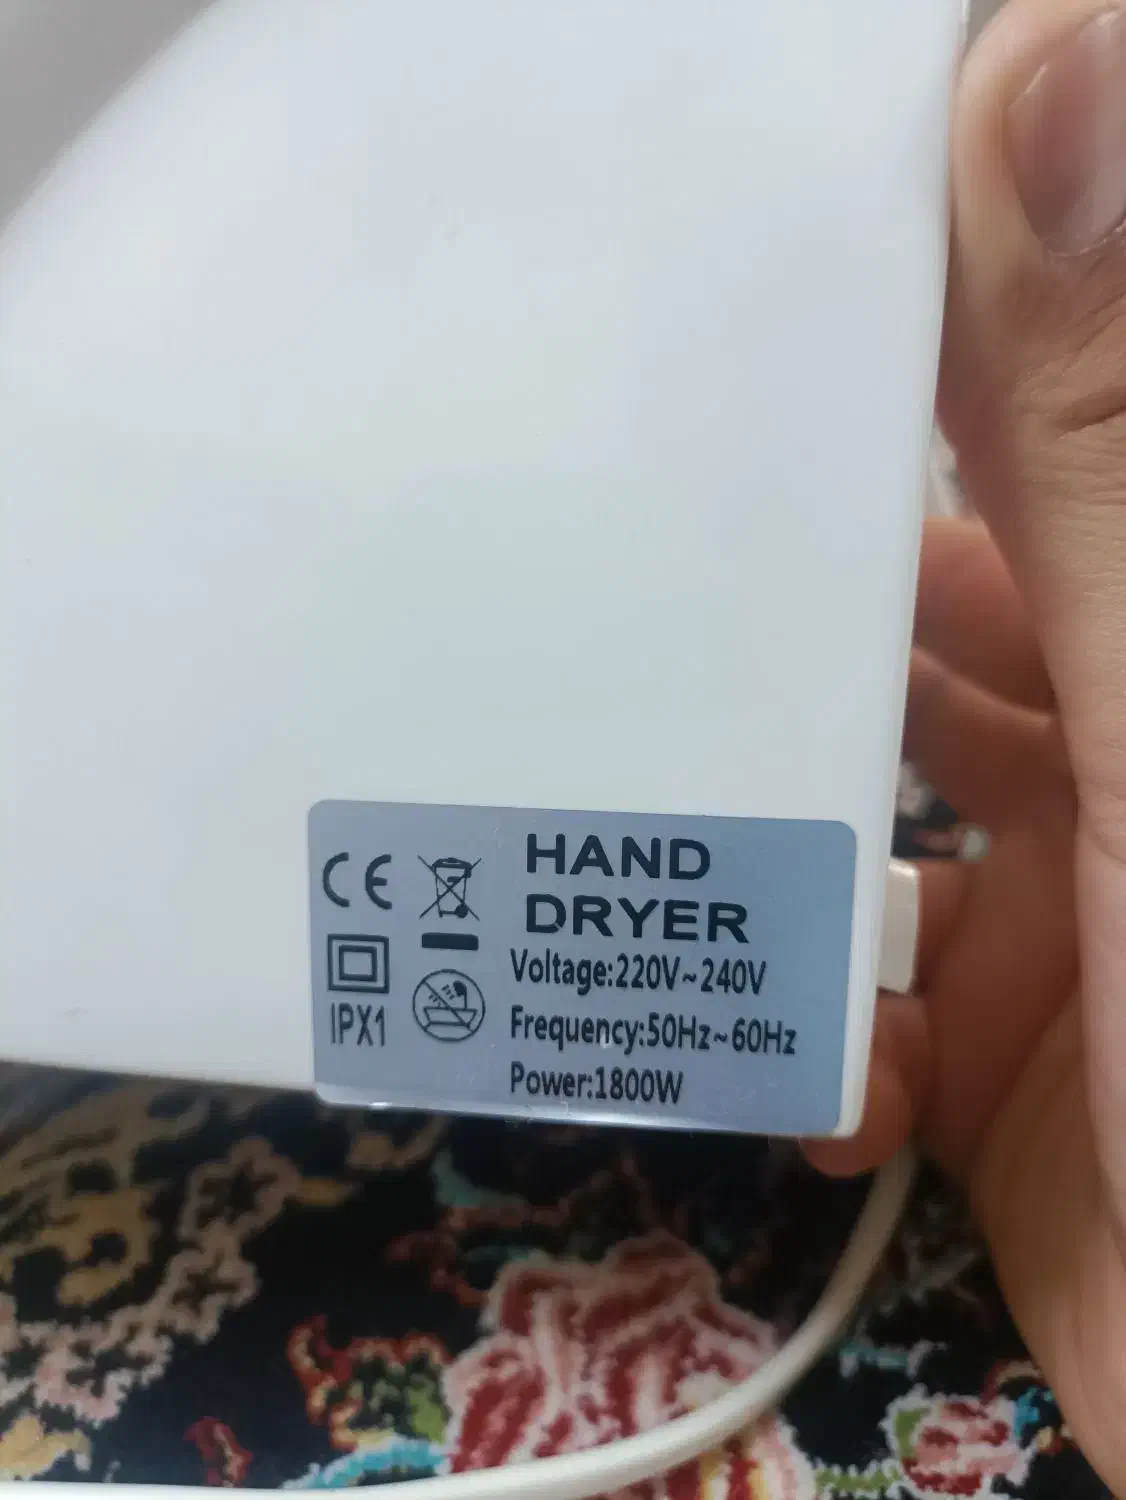 CE
HAND
DRYER
Voltage:220V~240V
Frequency:50Hz~60Hz
Power:1800W
IPX1